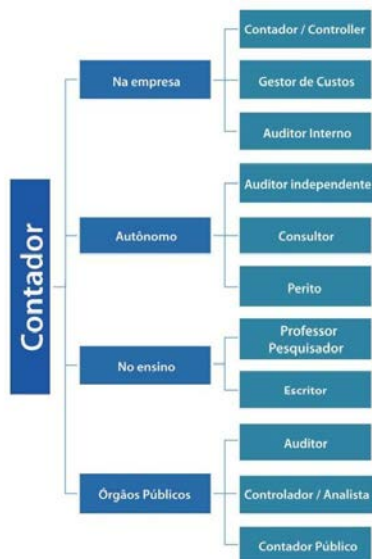 Contador
Na empresa
Contador / Controller
Gestor de Custos
Auditor Interno
Autônomo
Auditor independente
Consultor
Perito
No ensino
Professor
Pesquisador
Escritor
Órgãos Públicos
Auditor
Controlador / Analista
Contador Público